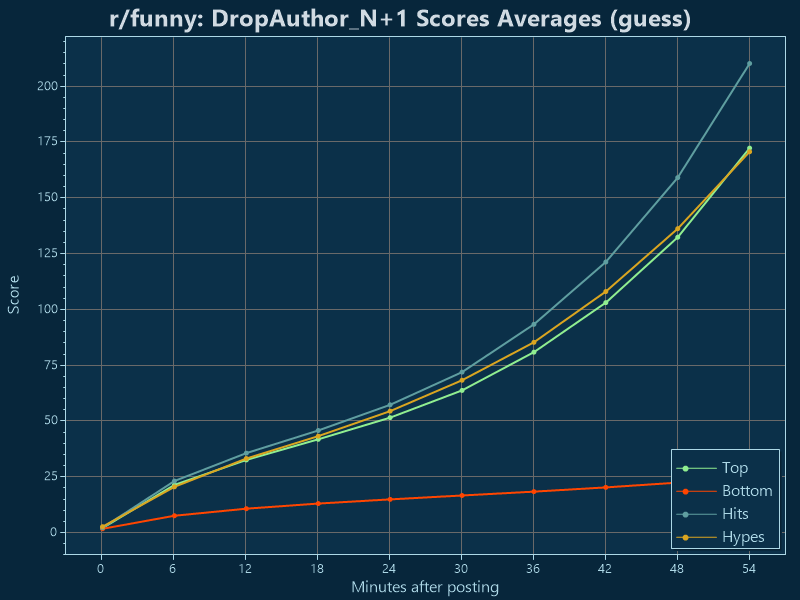 r/funny: DropAuthor_N+1 Scores Averages (guess)
Score
200
175
150
125
100
75
50
25
0
Top
Bottom
Hits
Hypes
0 6 12 18 24 30 36 42 48 54
Minutes after posting